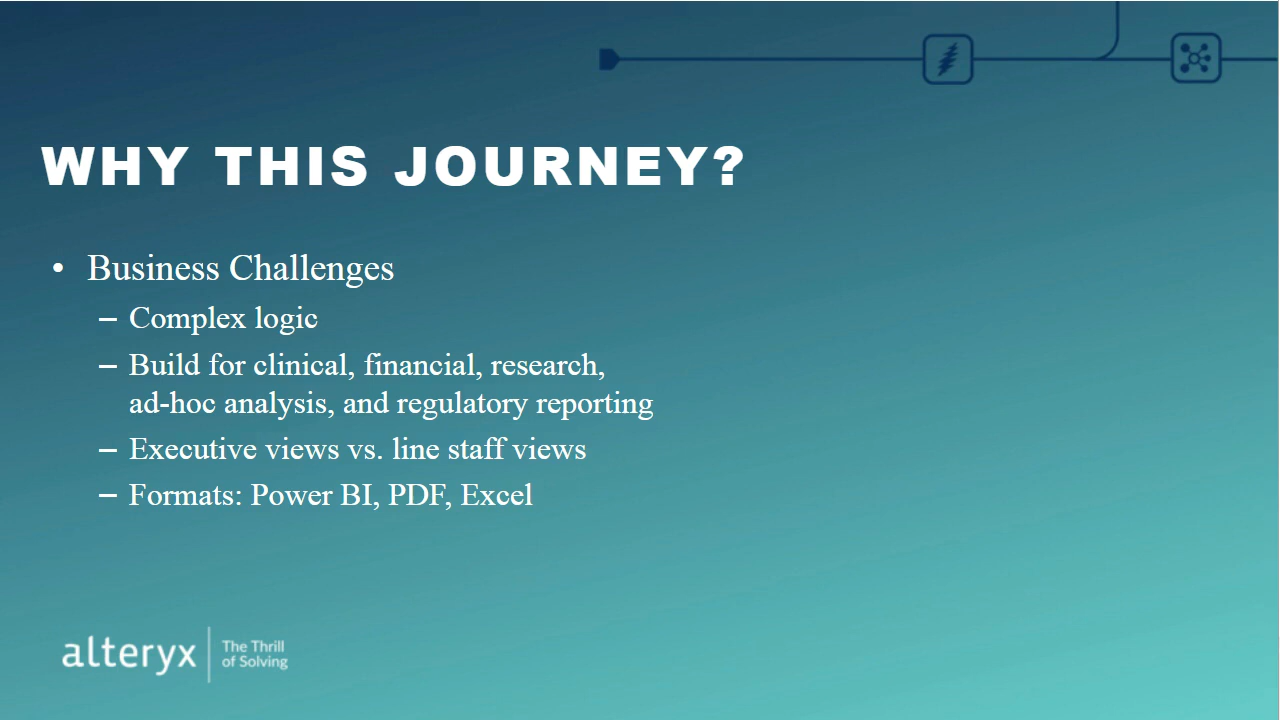 WHY THIS JOURNEY?
• Business Challenges
– Complex logic
– Build for clinical, financial, research,
ad-hoc analysis, and regulatory reporting
– Executive views vs. line staff views
– Formats: Power BI, PDF, Excel
alteryx
The Thrill
of Solving